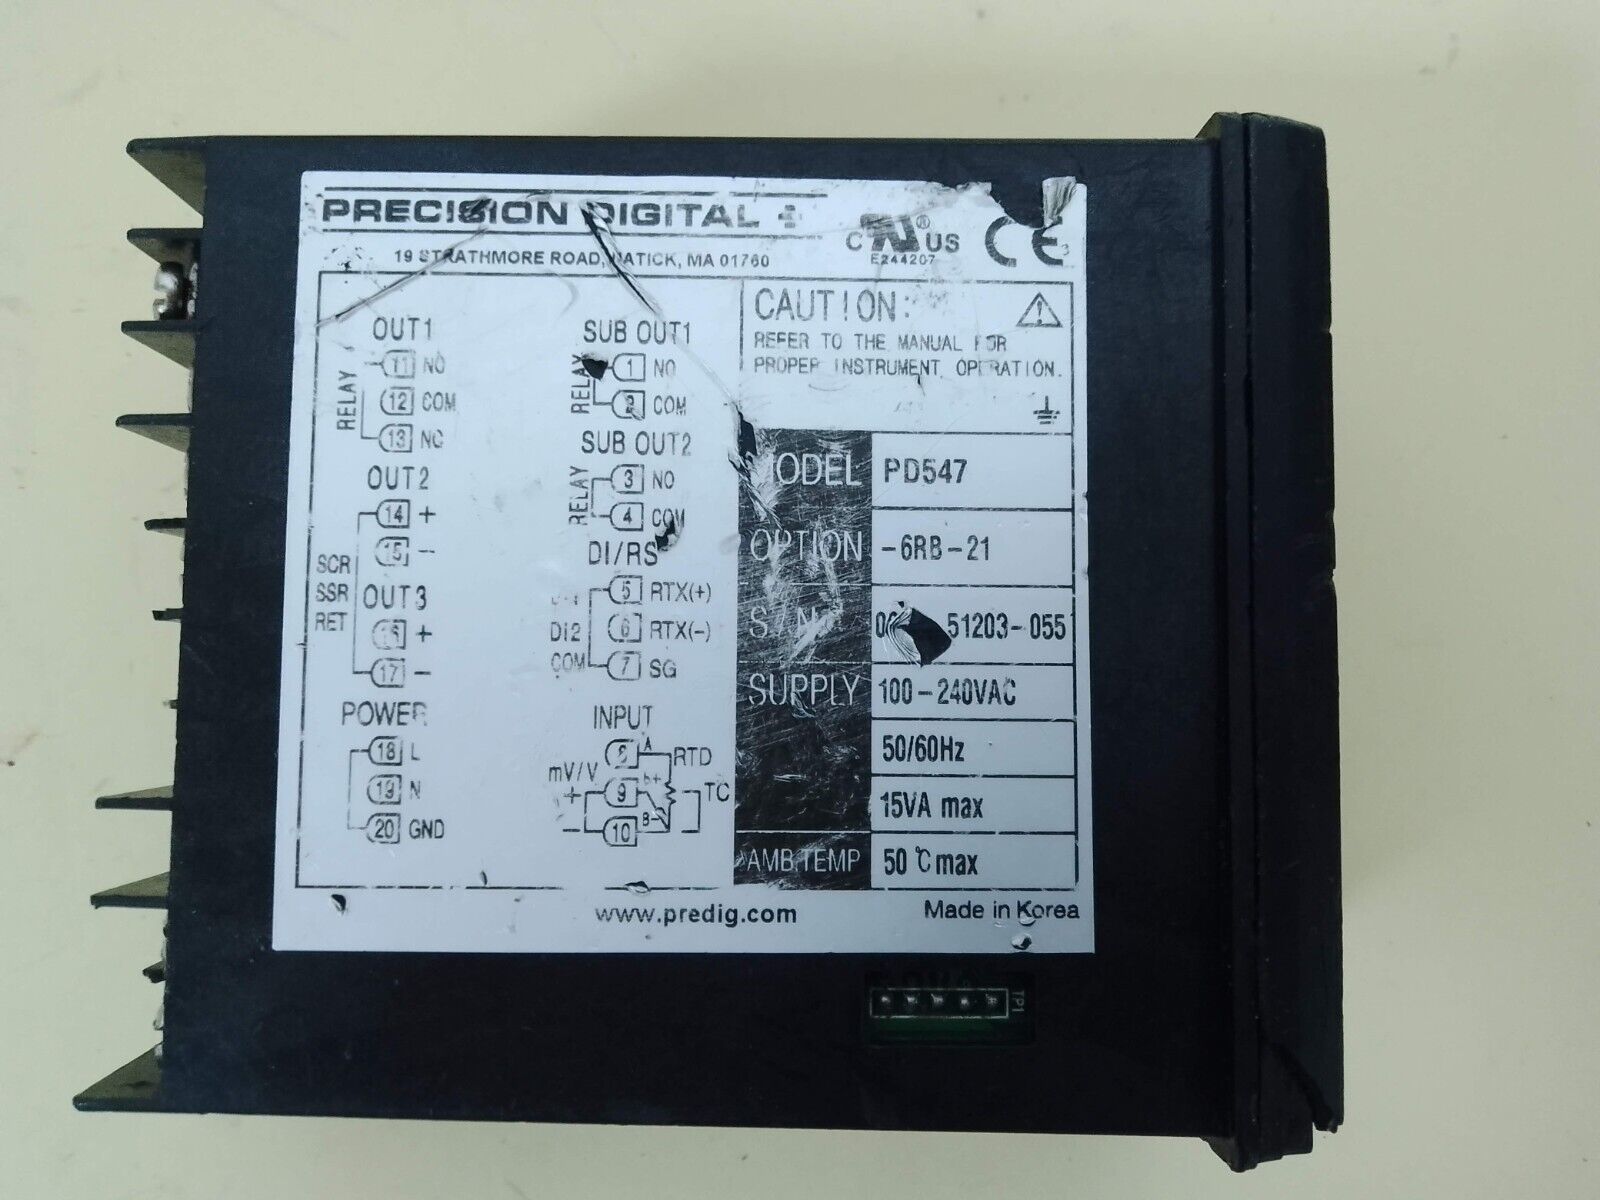 PRECISION DIGITAL
19 STRATHMORE ROAD, NATICK, MA 01760
C UL US ® E244207
CE
OUT1
RELAY
11 NO
12 COM
13 NC
OUT2
14 +
15 -
SCR
SSR
RET
OUT3
16 +
17 -
POWER
18 L
19 N
20 GND
SUB OUT1
RELAY
1 NO
2 COM
SUB OUT2
RELAY
3 NO
4 COM
DI/RS
5 RTX(+)
DI2
6 RTX(-)
COM
7 SG
INPUT
mV/V
8 A
RTD
+ 9 b+
TC
- 10 B-
CAUTION:
REFER TO THE MANUAL FOR
PROPER INSTRUMENT OPERATION.
MODEL PD547
OPTION -6RB-21
S/N 51203-055
SUPPLY 100-240VAC
50/60Hz
15VA max
AMB.TEMP 50 ℃ max
www.predig.com
Made in Korea
TP1